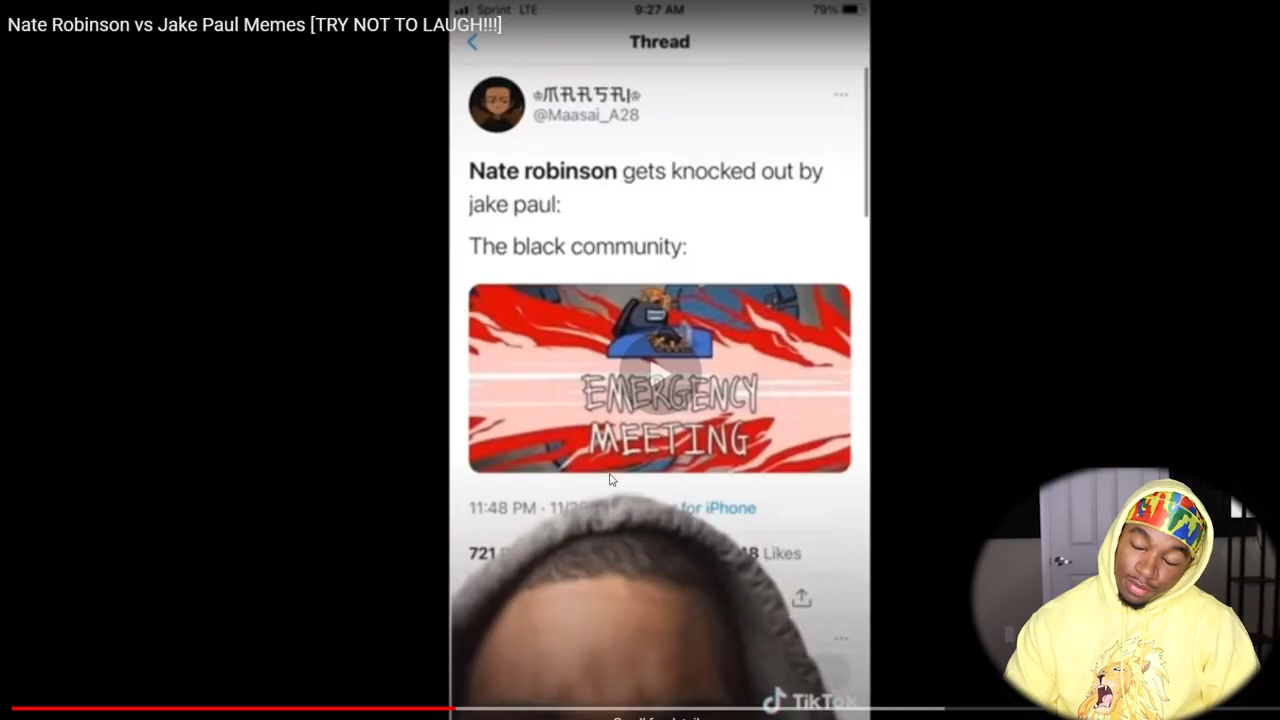 Nate Robinson vs Jake Paul Memes [TRY NOT TO LAUGH!!!]
Sprint LTE 9:27 AM 79%
Thread
@Maasai_A28
Nate robinson gets knocked out by
jake paul:
The black community:
EMERGENCY
MEETING
11:48 PM · 11/ for iPhone
721 Likes
TikTok